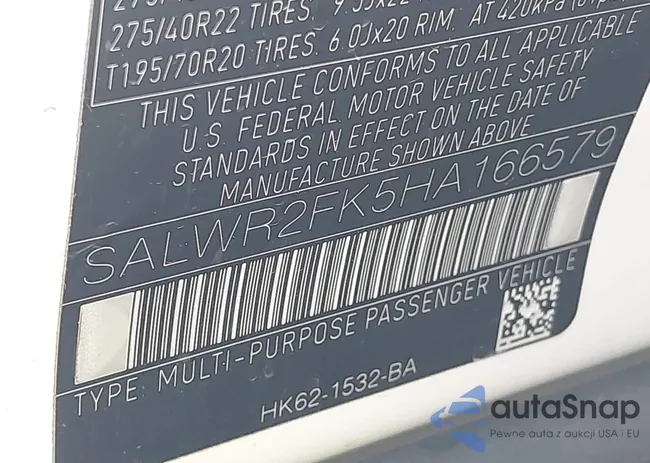 275/40R22 TIRES. 9.5Jx22
T195/70R20 TIRES. 6.0Jx20 RIM. AT 420kPa
THIS VEHICLE CONFORMS TO ALL APPLICABLE
U.S. FEDERAL MOTOR VEHICLE SAFETY
STANDARDS IN EFFECT ON THE DATE OF
MANUFACTURE SHOWN ABOVE
SALWR2FK5HA166579
TYPE: MULTI-PURPOSE PASSENGER VEHICLE
HK62-1532-BA
autaSnap
Pewne auta z aukcji USA i EU